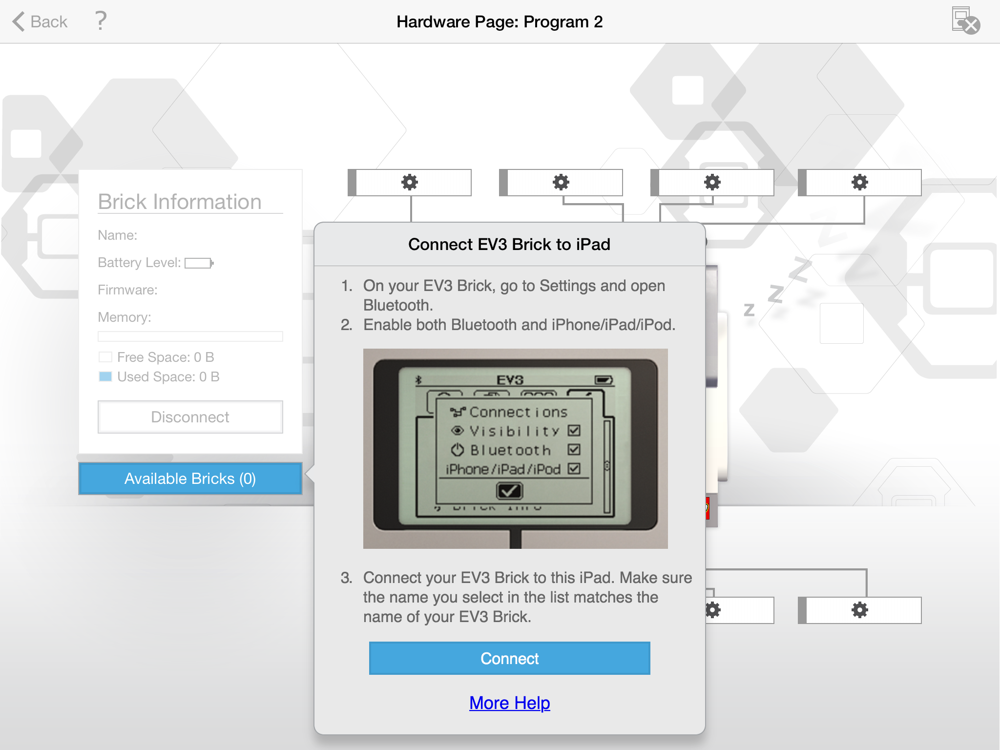 Back
?
Hardware Page: Program 2
Brick Information
Name:
Battery Level:
Firmware:
Memory:
Free Space: 0 B
Used Space: 0 B
Disconnect
Available Bricks (0)
Connect EV3 Brick to iPad
1. On your EV3 Brick, go to Settings and open
Bluetooth.
2. Enable both Bluetooth and iPhone/iPad/iPod.
EV3
Connections
Visibility
Bluetooth
iPhone/iPad/iPod
Brick Info
3. Connect your EV3 Brick to this iPad. Make sure
the name you select in the list matches the
name of your EV3 Brick.
Connect
More Help
z
z
z
z
z